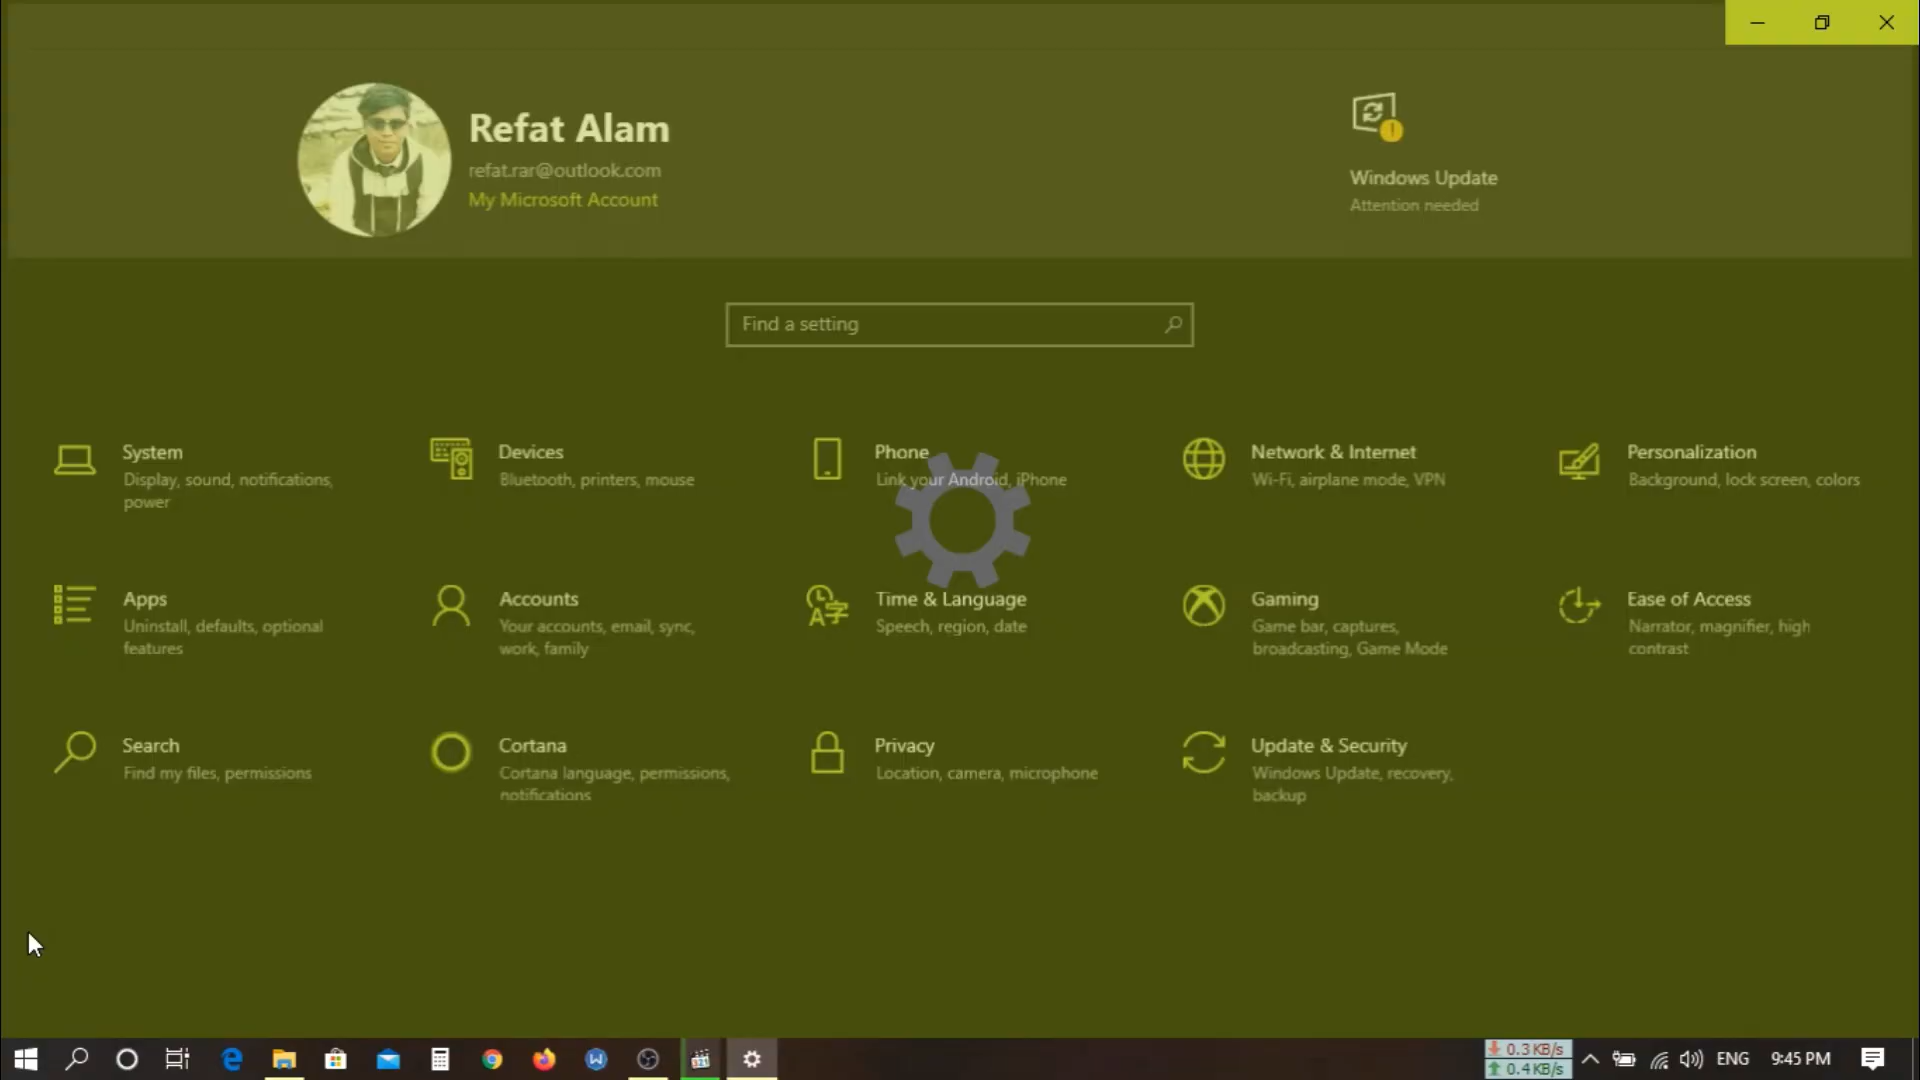 Refat Alam
refat.rar@outlook.com
My Microsoft Account
Windows Update
Attention needed
Find a setting
System
Display, sound, notifications,
power
Devices
Bluetooth, printers, mouse
Phone
Link your Android, iPhone
Network & Internet
Wi-Fi, airplane mode, VPN
Personalization
Background, lock screen, colors
Apps
Uninstall, defaults, optional
features
Accounts
Your accounts, email, sync,
work, family
Time & Language
Speech, region, date
Gaming
Game bar, captures,
broadcasting, Game Mode
Ease of Access
Narrator, magnifier, high
contrast
Search
Find my files, permissions
Cortana
Cortana language, permissions,
notifications
Privacy
Location, camera, microphone
Update & Security
Windows Update, recovery,
backup
0.3 KB/s
0.4 KB/s
ENG
9:45 PM